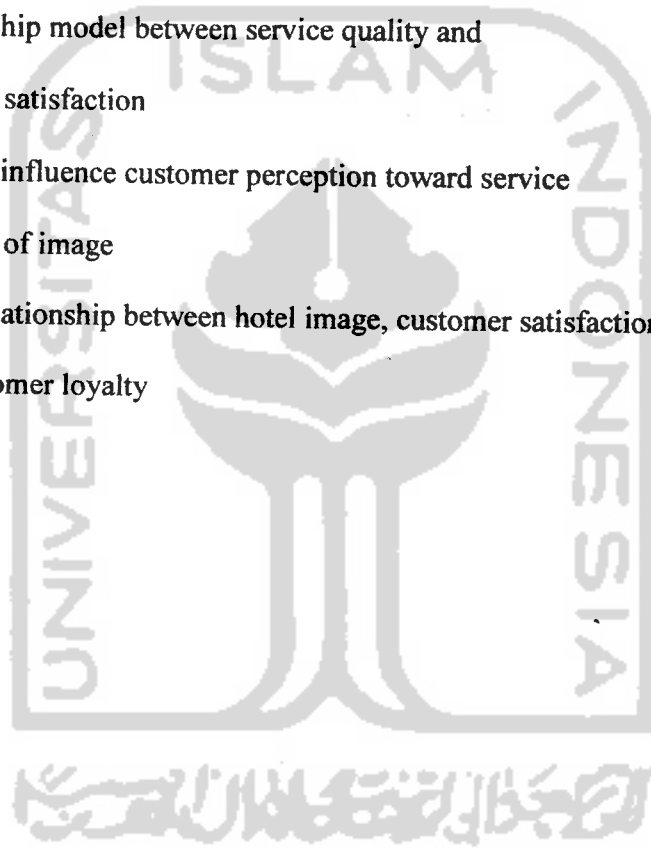 hip model between service quality and
satisfaction
influence customer perception toward service
of image
ationship between hotel image, customer satisfaction
omer loyalty
ISLAM
UNIVERSITAS
INDONESIA